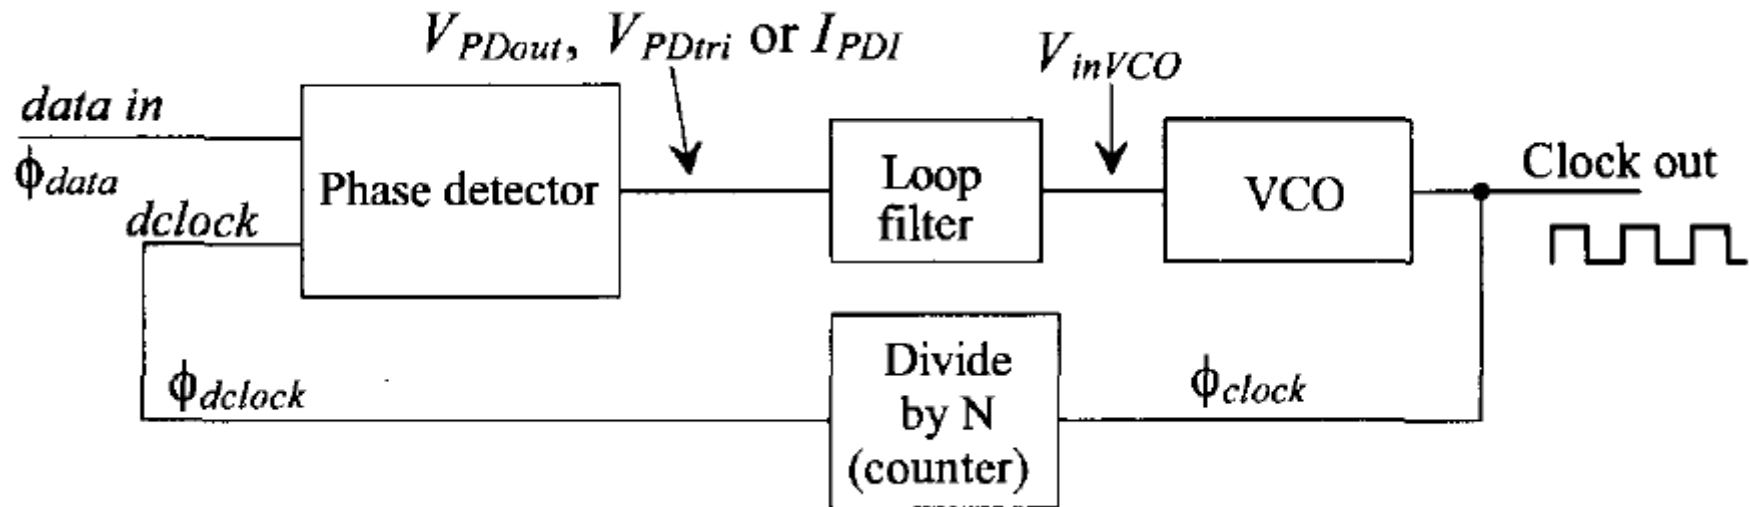 V_PDout, V_PDtri or I_PDI
V_inVCO
data in
ϕ_data
dclock
Phase detector
Loop
filter
VCO
Clock out
ϕ_dclock
Divide
by N
(counter)
ϕ_clock